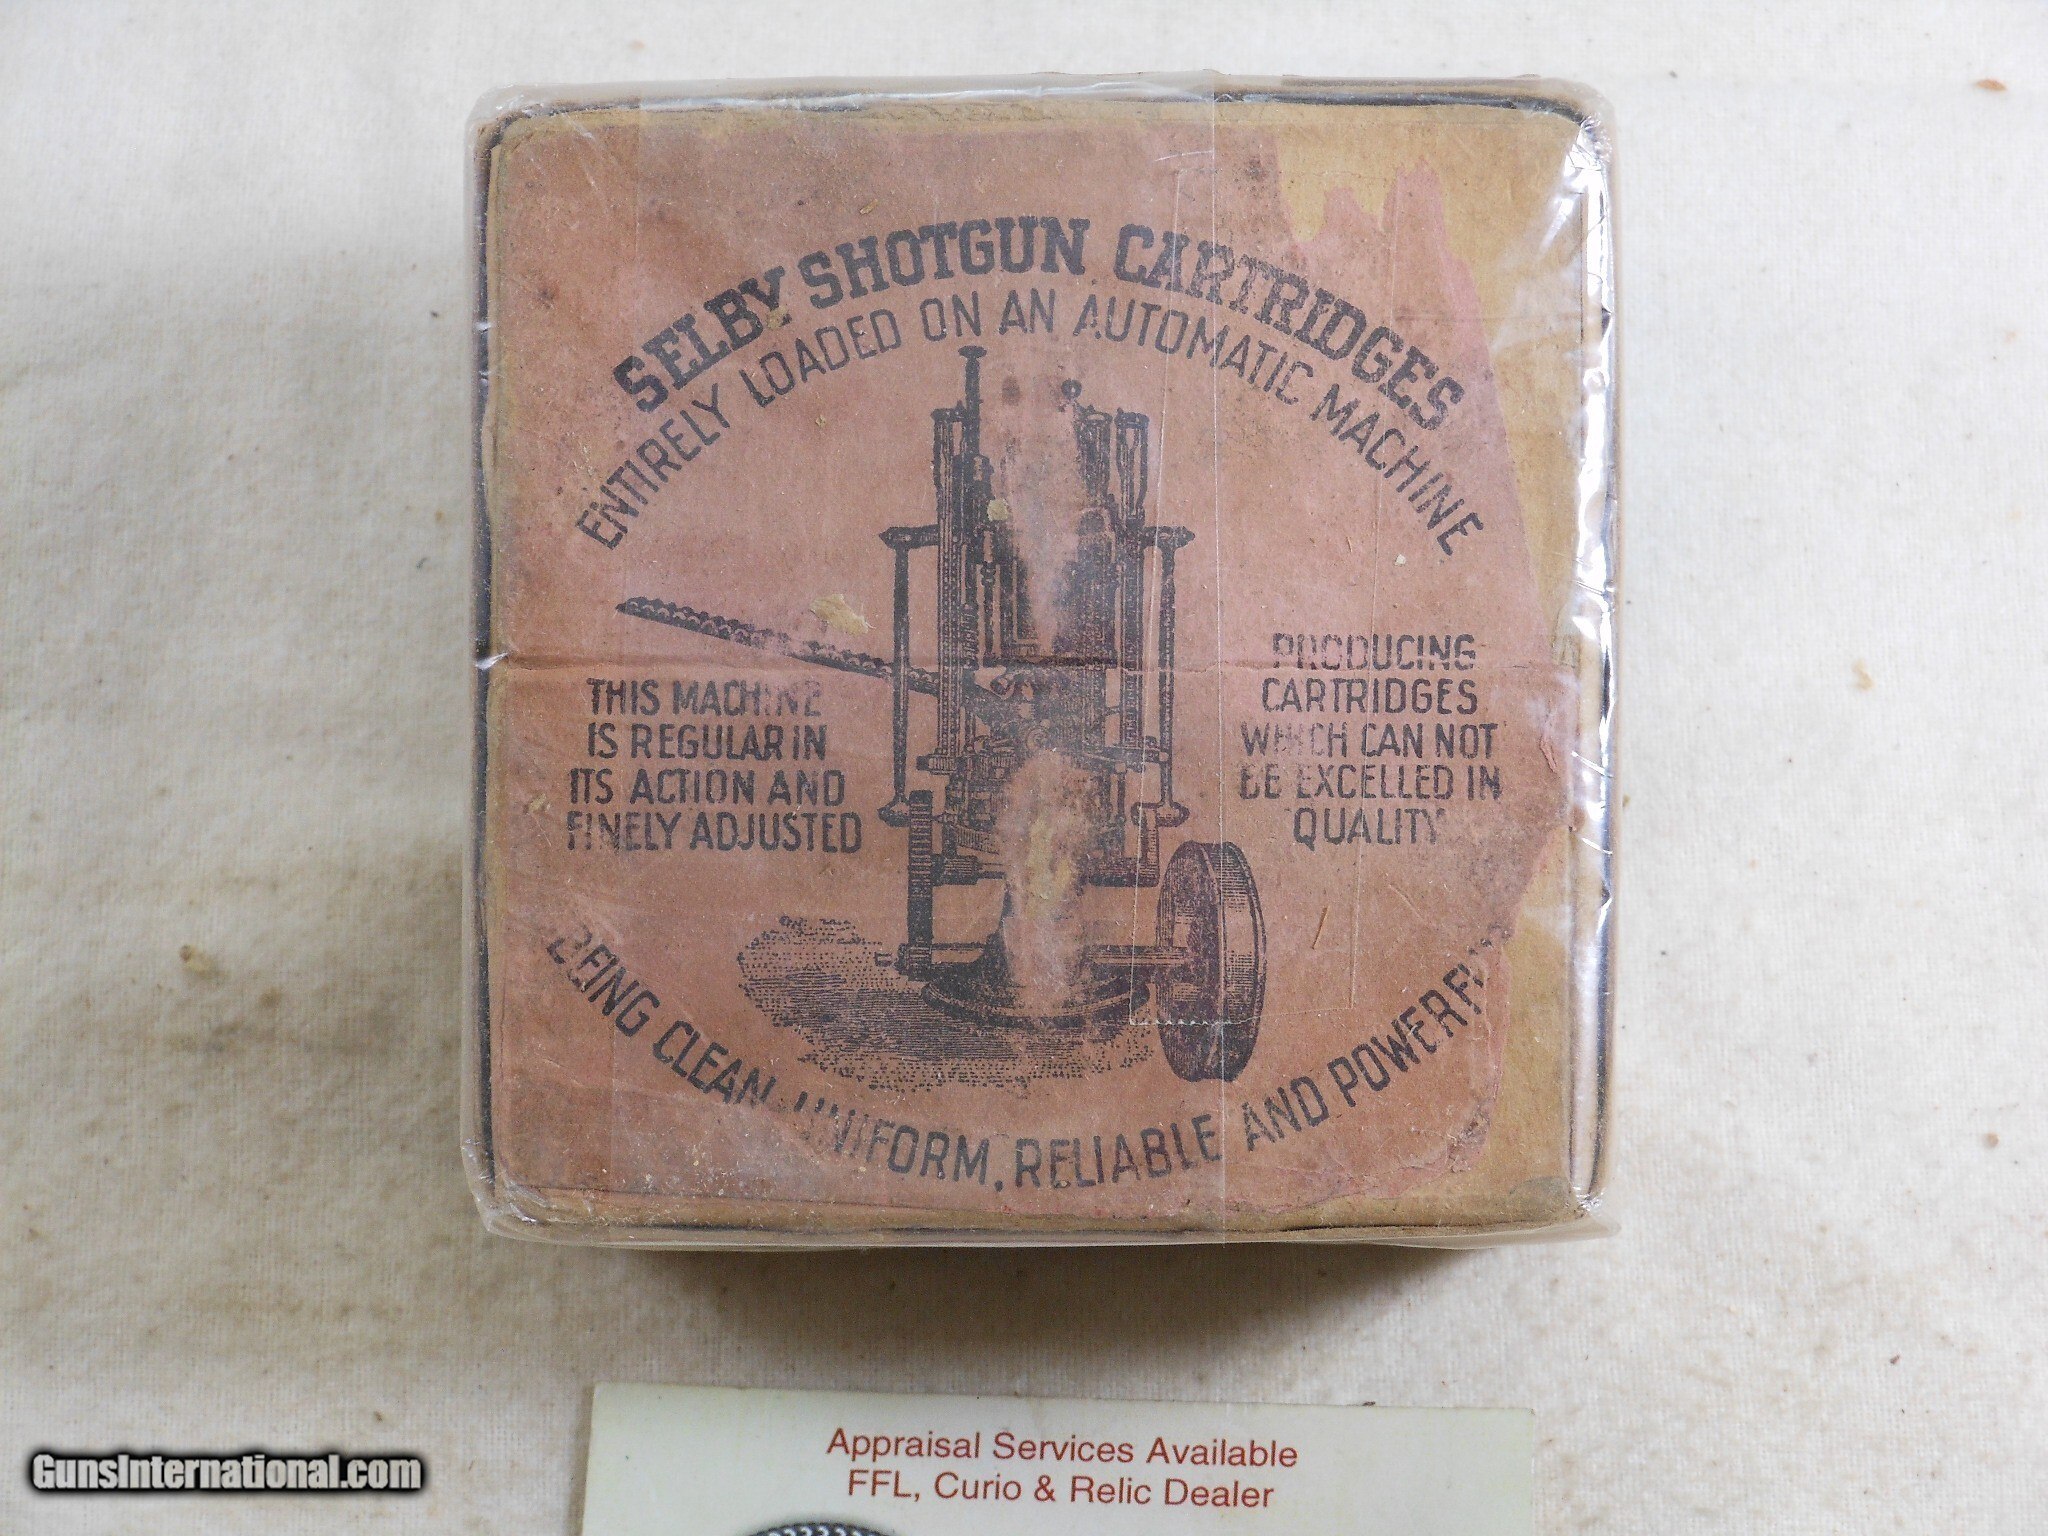 SELBY SHOTGUN CARTRIDGES
ENTIRELY LOADED ON AN AUTOMATIC MACHINE
THIS MACHINE
IS REGULAR IN
ITS ACTION AND
FINELY ADJUSTED
PRODUCING
CARTRIDGES
WHICH CAN NOT
BE EXCELLED IN
QUALITY
BEING CLEAN, UNIFORM, RELIABLE AND
Appraisal Services Available
FFL, Curio & Relic Dealer
GunsInternational.com